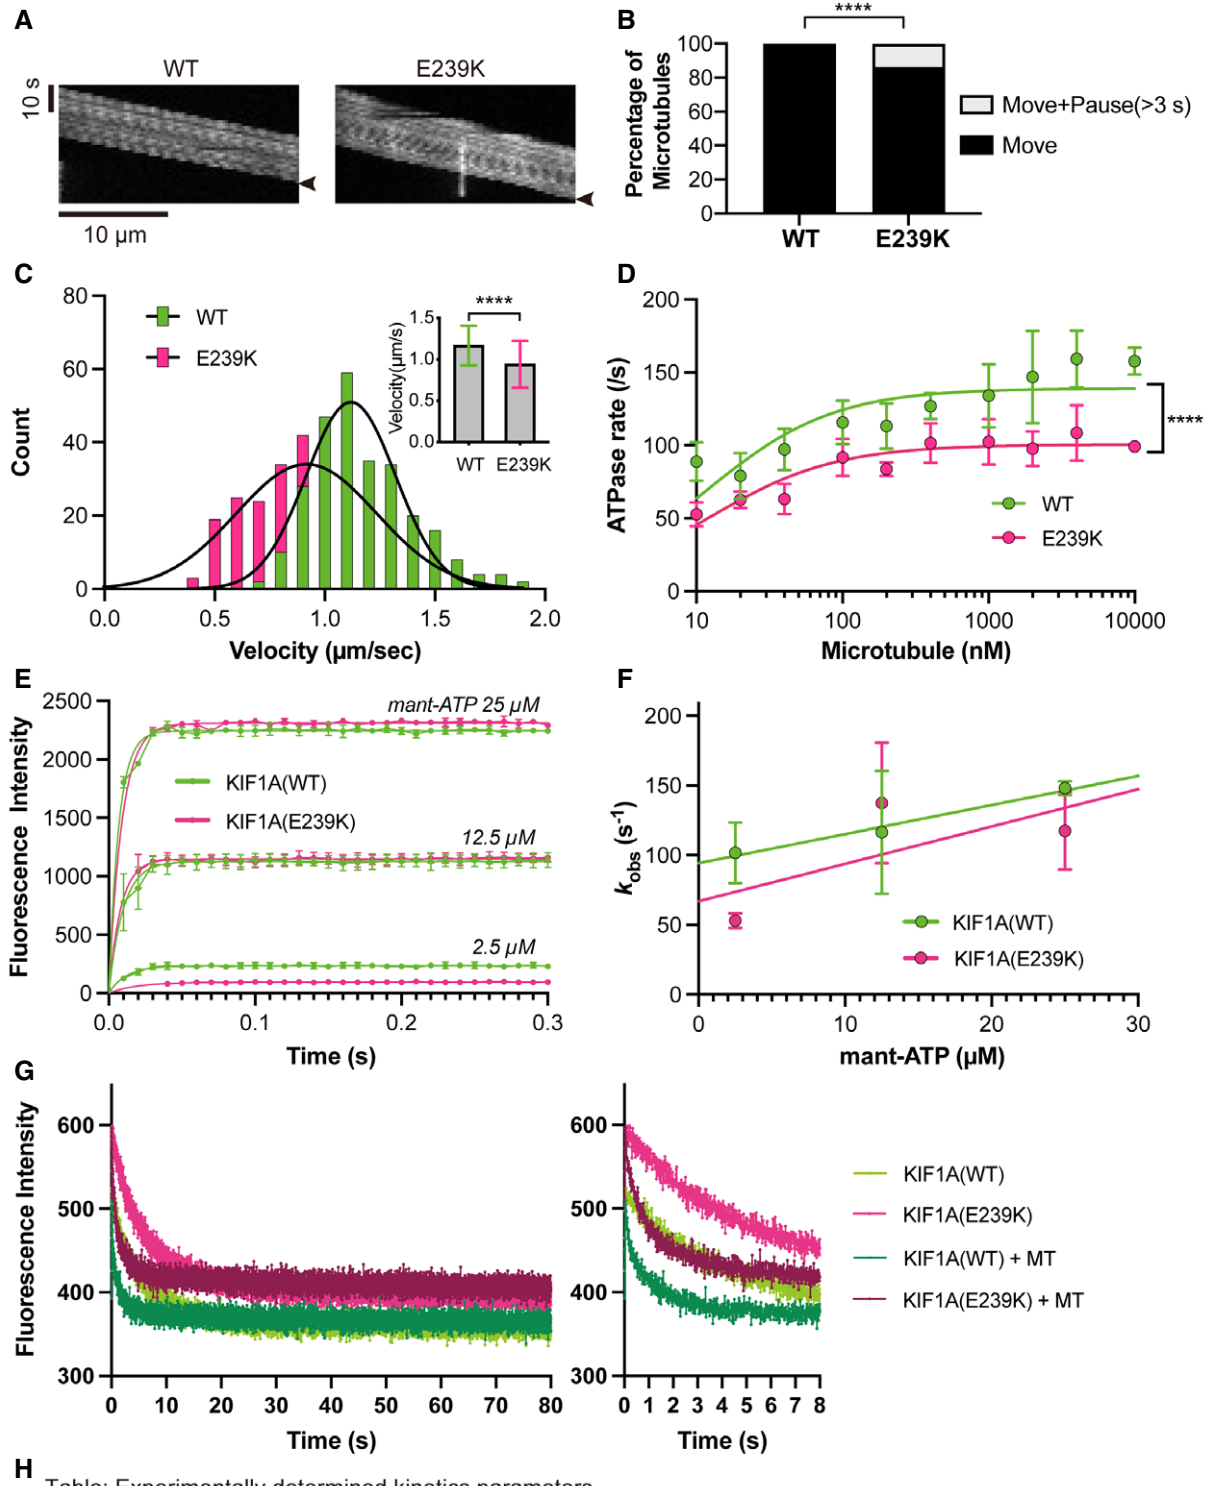 A
WT
E239K
10 s
10 µm
B
****
Percentage of
Microtubules
100
80
60
40
20
0
WT
E239K
Move+Pause(>3 s)
Move
C
80
60
40
20
0
Count
WT
E239K
0.0
0.5
1.0
1.5
2.0
Velocity (µm/sec)
****
1.5
1.0
0.5
0.0
Velocity(µm/s)
WT
E239K
D
200
150
100
50
0
ATPase rate (/s)
****
WT
E239K
10
100
1000
10000
Microtubule (nM)
E
2500
2000
1500
1000
500
0
Fluorescence Intensity
mant-ATP 25 µM
KIF1A(WT)
KIF1A(E239K)
12.5 µM
2.5 µM
0.0
0.1
0.2
0.3
Time (s)
F
200
150
100
50
0
kobs (s-1)
KIF1A(WT)
KIF1A(E239K)
0
10
20
30
mant-ATP (µM)
G
600
500
400
300
Fluorescence Intensity
0 10 20 30 40 50 60 70 80
Time (s)
600
500
400
300
0 1 2 3 4 5 6 7 8
Time (s)
KIF1A(WT)
KIF1A(E239K)
KIF1A(WT) + MT
KIF1A(E239K) + MT
H
Table: Experimentally determined kinetics parameters